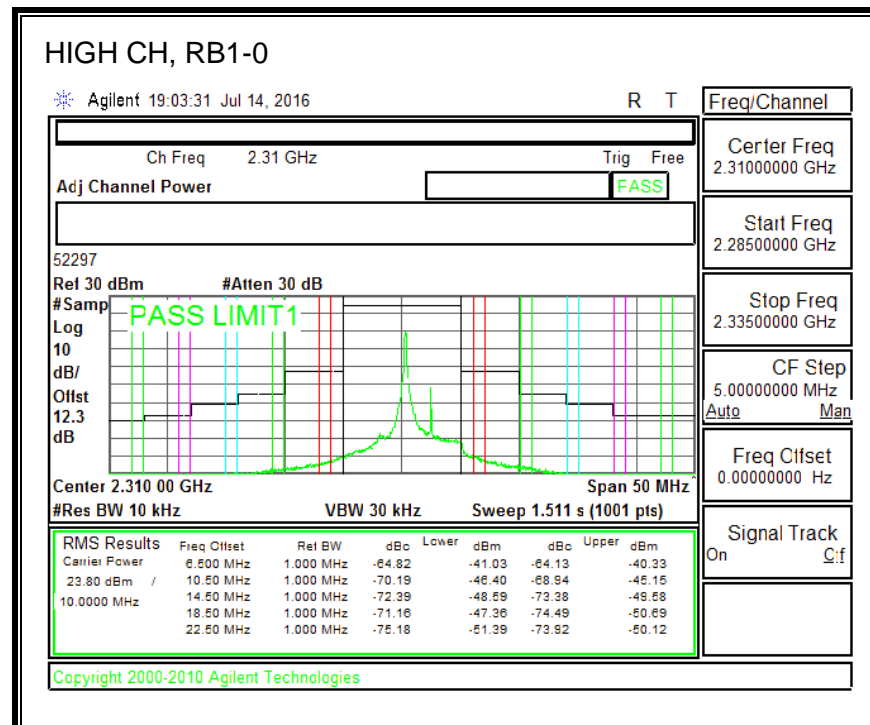 HIGH CH, RB1-0
Agilent 19:03:31 Jul 14, 2016 R T
Freq/Channel
Ch Freq 2.31 GHz Trig Free
Adj Channel Power PASS
Center Freq
2.31000000 GHz
Start Freq
2.28500000 GHz
Stop Freq
2.33500000 GHz
CF Step
5.00000000 MHz
Auto Man
Freq Offset
0.00000000 Hz
Signal Track
On Off
52297
Ref 30 dBm #Atten 30 dB
#Samp
Log
10
dB/
Offst
12.3
dB
PASS LIMIT1
Center 2.310 00 GHz Span 50 MHz^
#Res BW 10 kHz VBW 30 kHz Sweep 1.511 s (1001 pts)
RMS Results Freq Offset Ref BW dBc Lower dBm dBc Upper dBm
Carrier Power 6.500 MHz 1.000 MHz -64.82 -41.03 -64.13 -40.33
23.80 dBm / 10.50 MHz 1.000 MHz -70.19 -46.40 -68.94 -45.15
10.0000 MHz 14.50 MHz 1.000 MHz -72.39 -48.59 -73.38 -49.58
18.50 MHz 1.000 MHz -71.16 -47.36 -74.49 -50.69
22.50 MHz 1.000 MHz -75.18 -51.39 -73.92 -50.12
Copyright 2000-2010 Agilent Technologies